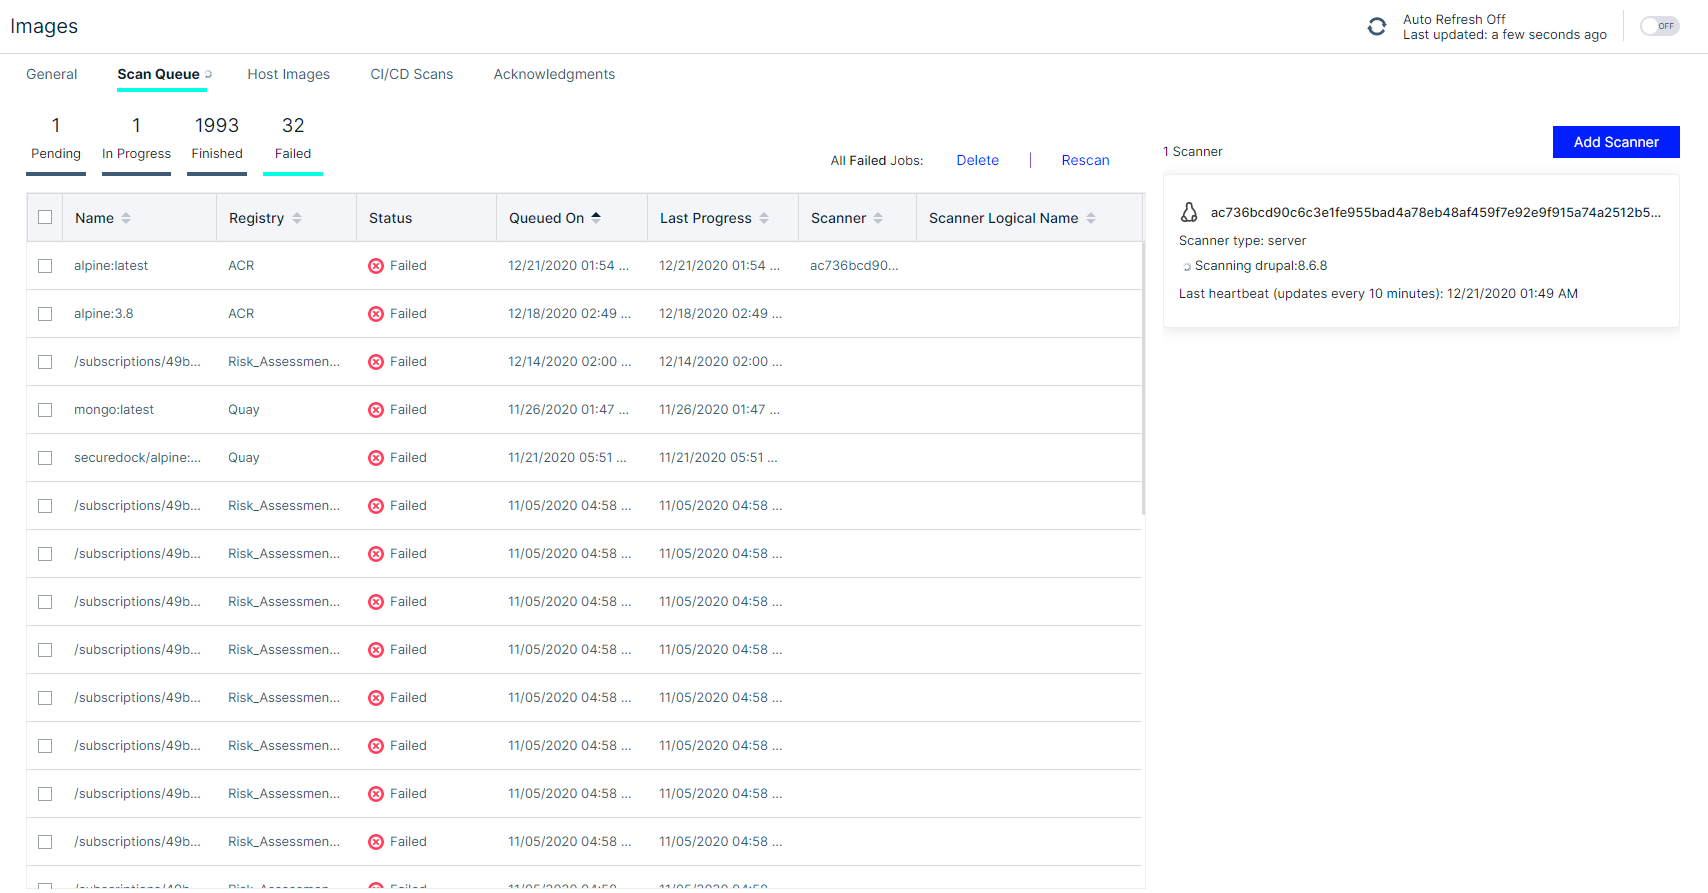 Images
Auto Refresh Off
Last updated: a few seconds ago
OFF
General
Scan Queue
Host Images
CI/CD Scans
Acknowledgments
1
Pending
1
In Progress
1993
Finished
32
Failed
All Failed Jobs:
Delete
Rescan
1 Scanner
Add Scanner
Name Registry Status Queued On Last Progress Scanner Scanner Logical Name
alpine:latest ACR Failed 12/21/2020 01:54 ... 12/21/2020 01:54 ... ac736bcd90...
alpine:3.8 ACR Failed 12/18/2020 02:49 ... 12/18/2020 02:49 ...
/subscriptions/49b... Risk_Assessmen... Failed 12/14/2020 02:00 ... 12/14/2020 02:00 ...
mongo:latest Quay Failed 11/26/2020 01:47 ... 11/26/2020 01:47 ...
securedock/alpine:... Quay Failed 11/21/2020 05:51 ... 11/21/2020 05:51 ...
/subscriptions/49b... Risk_Assessmen... Failed 11/05/2020 04:58 ... 11/05/2020 04:58 ...
/subscriptions/49b... Risk_Assessmen... Failed 11/05/2020 04:58 ... 11/05/2020 04:58 ...
/subscriptions/49b... Risk_Assessmen... Failed 11/05/2020 04:58 ... 11/05/2020 04:58 ...
/subscriptions/49b... Risk_Assessmen... Failed 11/05/2020 04:58 ... 11/05/2020 04:58 ...
/subscriptions/49b... Risk_Assessmen... Failed 11/05/2020 04:58 ... 11/05/2020 04:58 ...
/subscriptions/49b... Risk_Assessmen... Failed 11/05/2020 04:58 ... 11/05/2020 04:58 ...
/subscriptions/49b... Risk_Assessmen... Failed 11/05/2020 04:58 ... 11/05/2020 04:58 ...
/subscriptions/49b... Risk_Assessmen... Failed 11/05/2020 04:58 ... 11/05/2020 04:58 ...
ac736bcd90c6c3e1fe955bad4a78eb48af459f7e92e9f915a74a2512b5...
Scanner type: server
Scanning drupal:8.6.8
Last heartbeat (updates every 10 minutes): 12/21/2020 01:49 AM